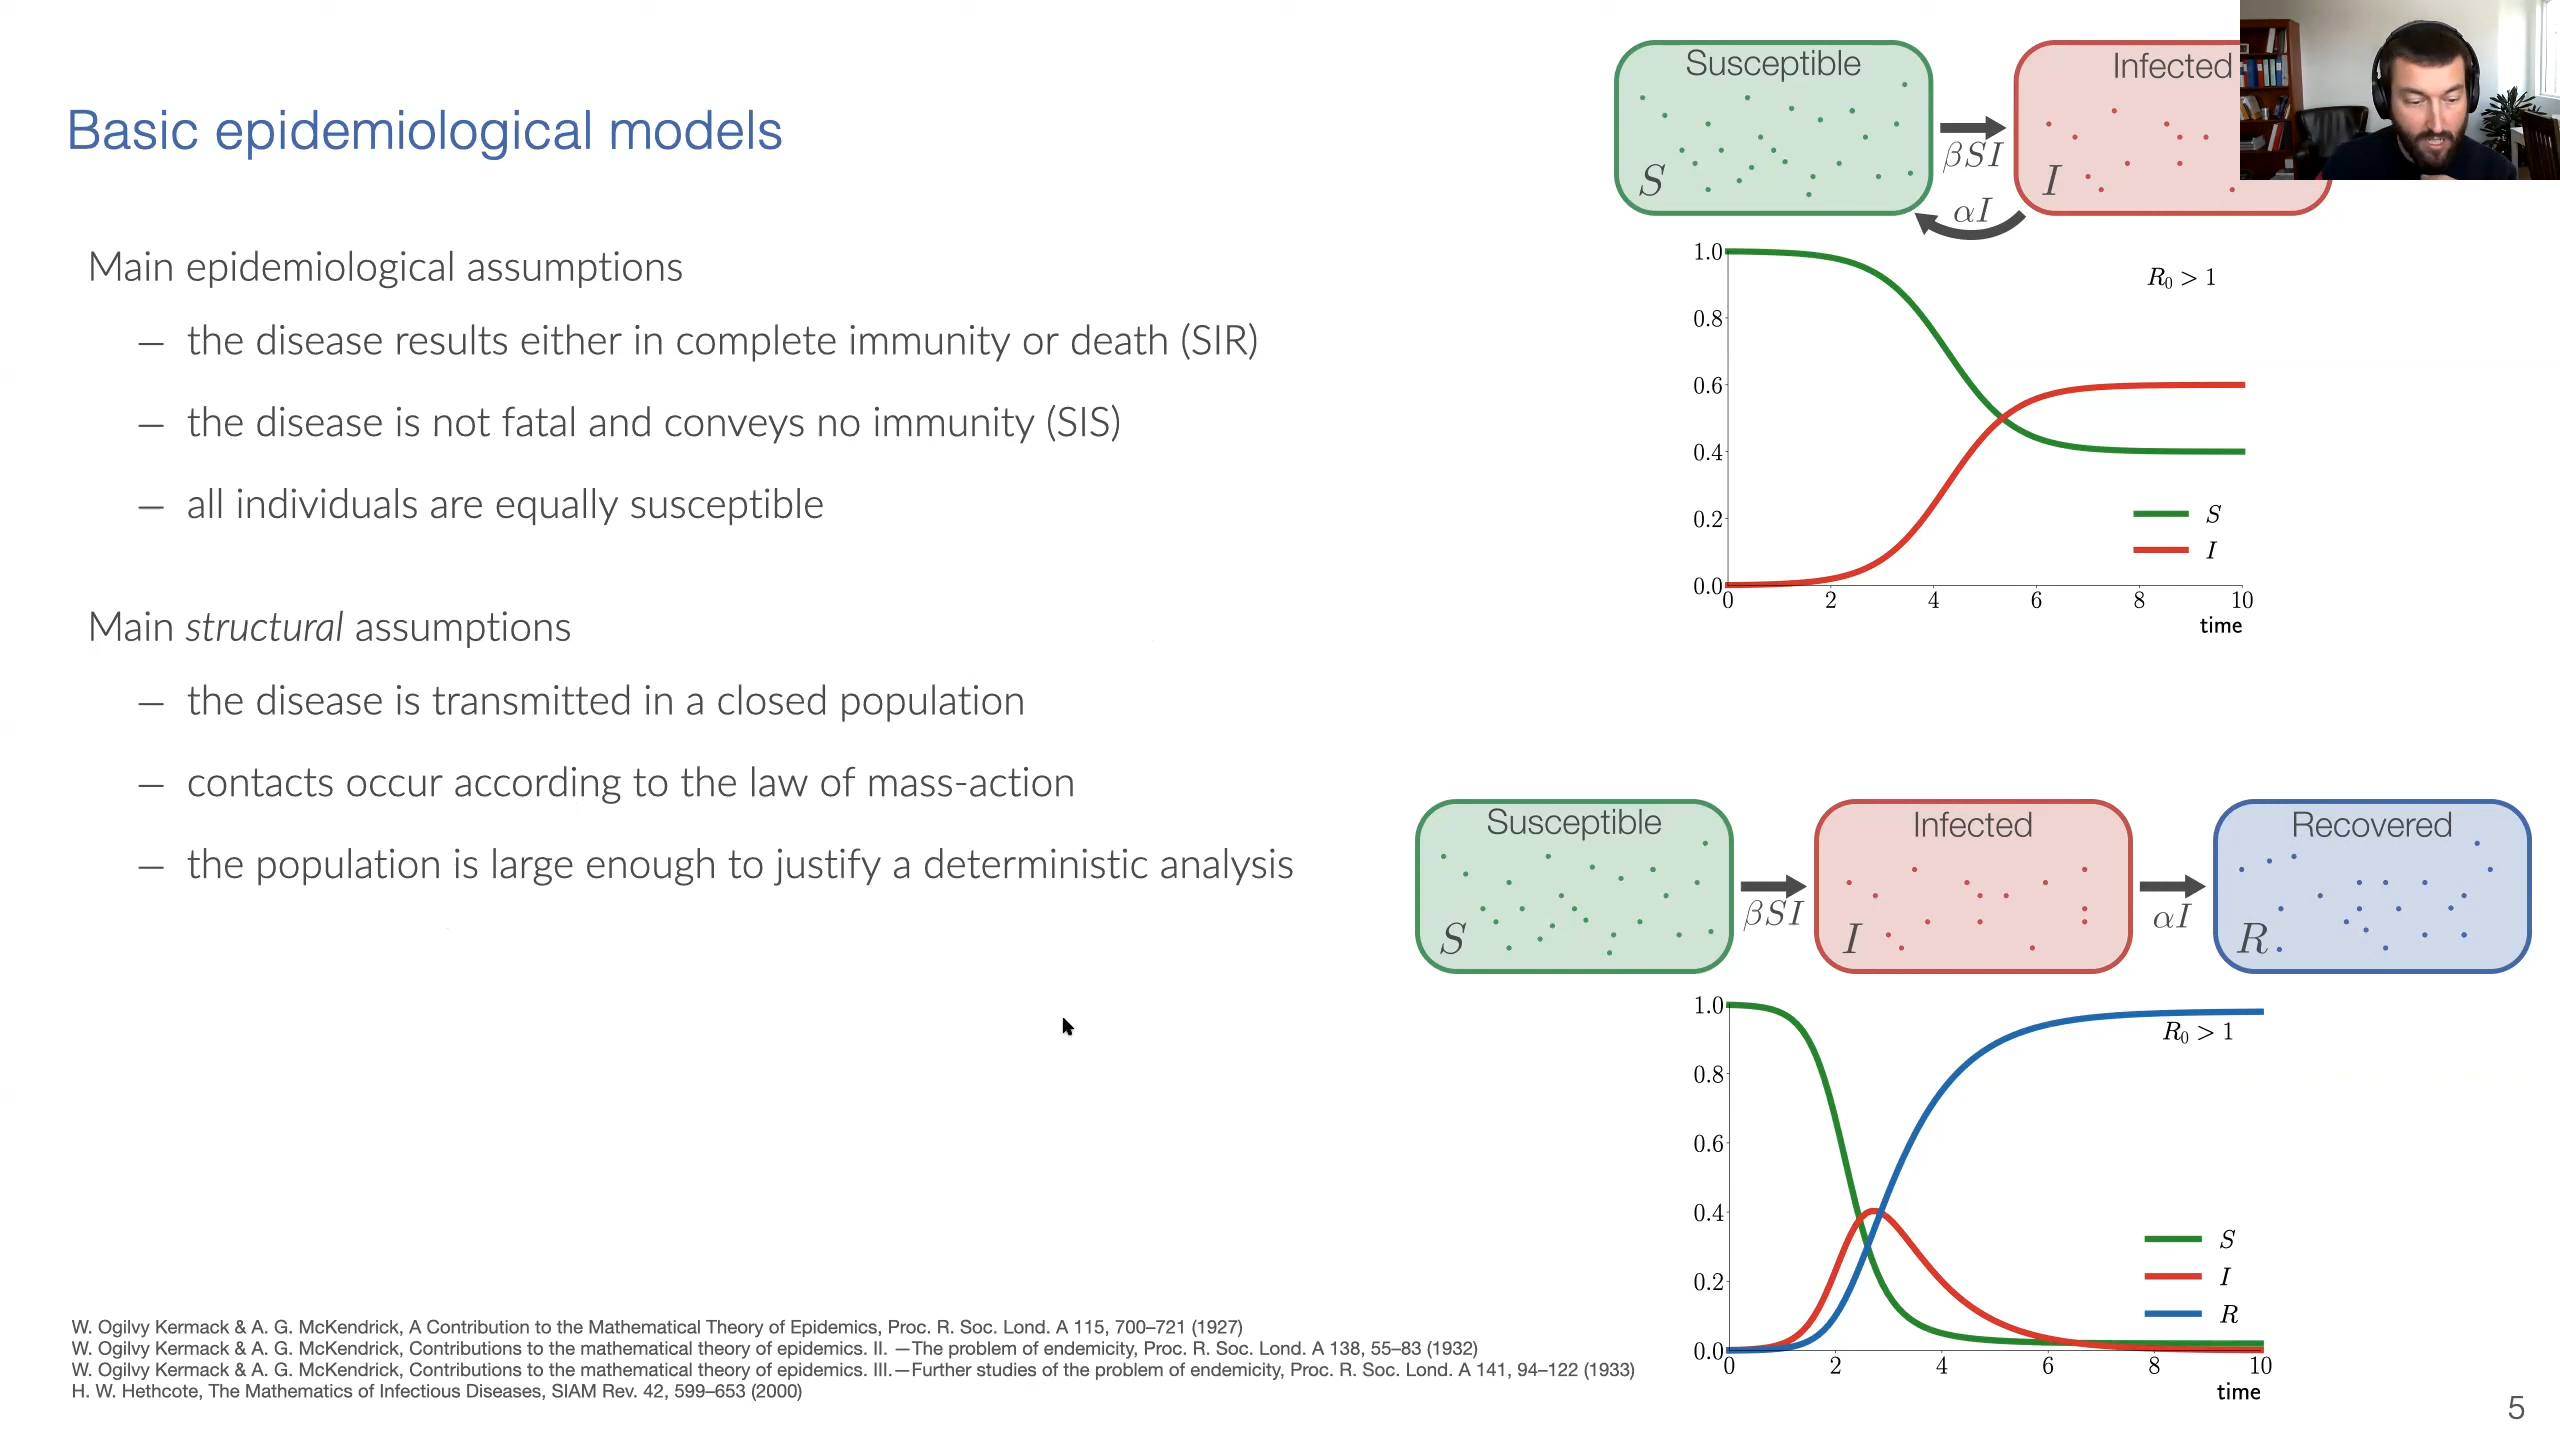 Basic epidemiological models
Main epidemiological assumptions
— the disease results either in complete immunity or death (SIR)
— the disease is not fatal and conveys no immunity (SIS)
— all individuals are equally susceptible
Main structural assumptions
— the disease is transmitted in a closed population
— contacts occur according to the law of mass-action
— the population is large enough to justify a deterministic analysis
W. Ogilvy Kermack & A. G. McKendrick, A Contribution to the Mathematical Theory of Epidemics, Proc. R. Soc. Lond. A 115, 700–721 (1927)
W. Ogilvy Kermack & A. G. McKendrick, Contributions to the mathematical theory of epidemics. II. —The problem of endemicity, Proc. R. Soc. Lond. A 138, 55–83 (1932)
W. Ogilvy Kermack & A. G. McKendrick, Contributions to the mathematical theory of epidemics. III.—Further studies of the problem of endemicity, Proc. R. Soc. Lond. A 141, 94–122 (1933)
H. W. Hethcote, The Mathematics of Infectious Diseases, SIAM Rev. 42, 599–653 (2000)
Susceptible
S
βSI
αI
Infected
I
1.0
0.8
0.6
0.4
0.2
0.0
R₀ > 1
S
I
0 2 4 6 8 10
time
Susceptible
S
βSI
Infected
I
αI
Recovered
R
1.0
0.8
0.6
0.4
0.2
0.0
R₀ > 1
S
I
R
0 2 4 6 8 10
time
5